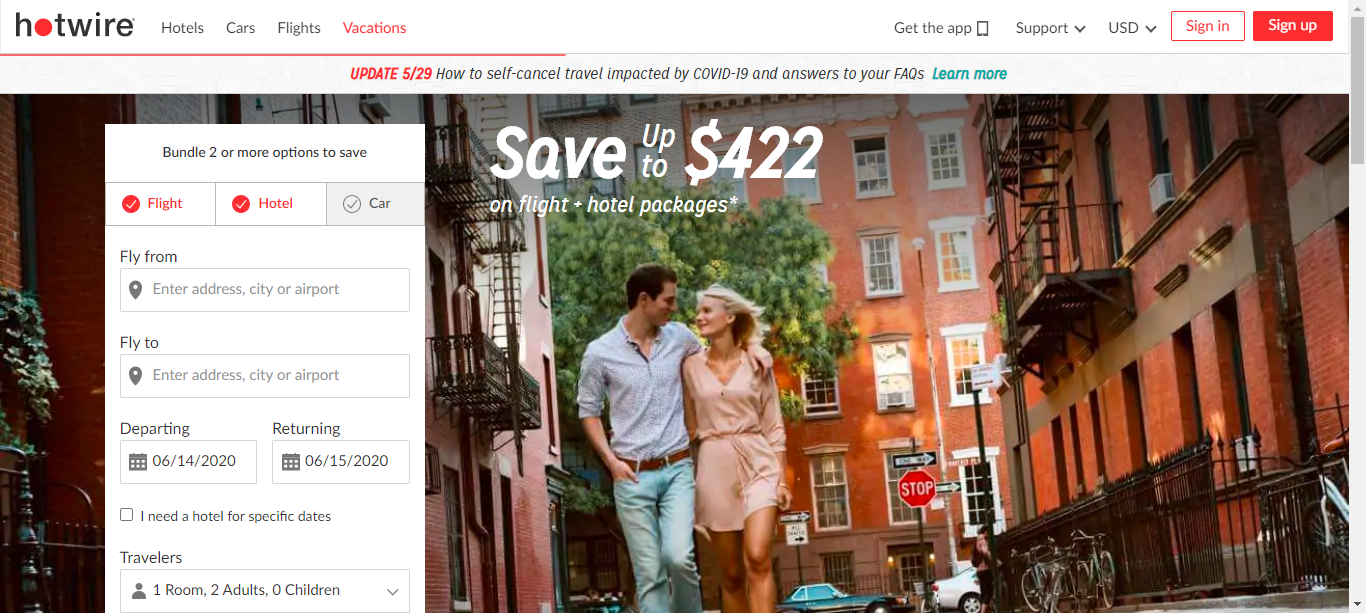 hotwire
Hotels Cars Flights Vacations
Get the app Support USD Sign in Sign up
UPDATE 5/29 How to self-cancel travel impacted by COVID-19 and answers to your FAQs Learn more
Bundle 2 or more options to save
Flight Hotel Car
Fly from
Enter address, city or airport
Fly to
Enter address, city or airport
Departing Returning
06/14/2020 06/15/2020
I need a hotel for specific dates
Travelers
1 Room, 2 Adults, 0 Children
Save Up to $422
on flight + hotel packages*
STOP